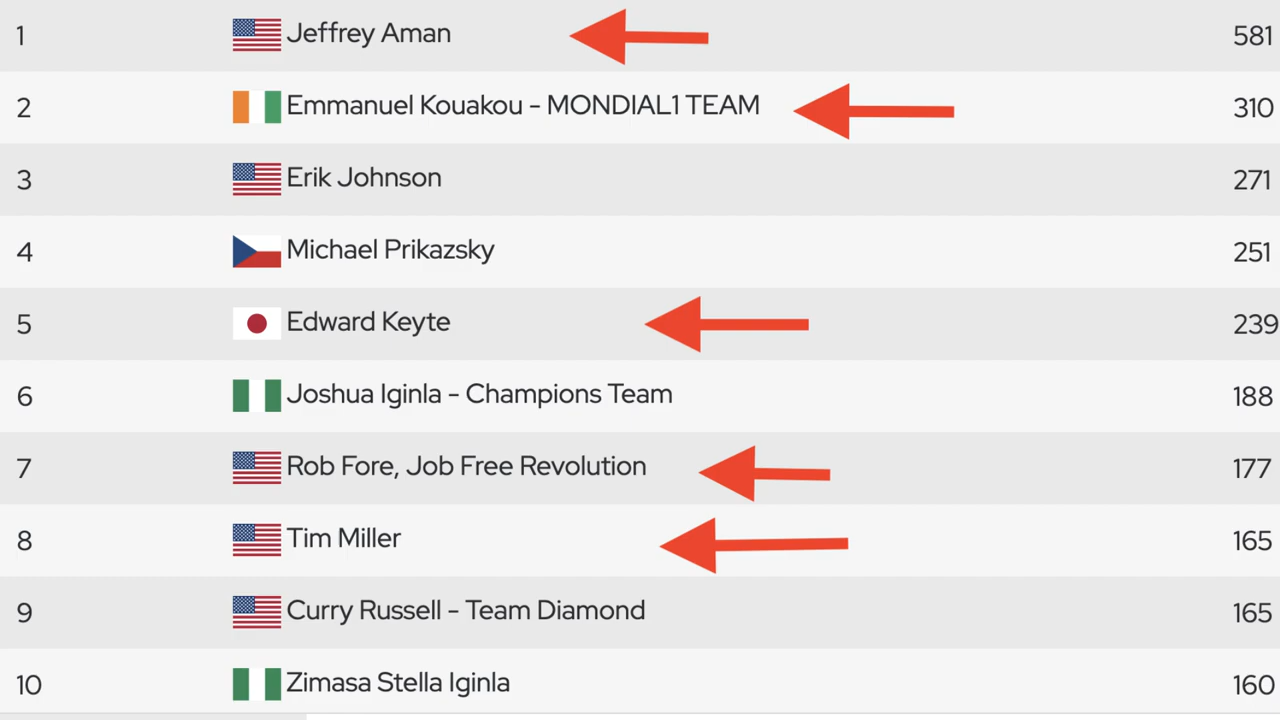 1 Jeffrey Aman 581
2 Emmanuel Kouakou - MONDIAL1 TEAM 310
3 Erik Johnson 271
4 Michael Prikazsky 251
5 Edward Keyte 239
6 Joshua Iginla - Champions Team 188
7 Rob Fore, Job Free Revolution 177
8 Tim Miller 165
9 Curry Russell - Team Diamond 165
10 Zimasa Stella Iginla 160